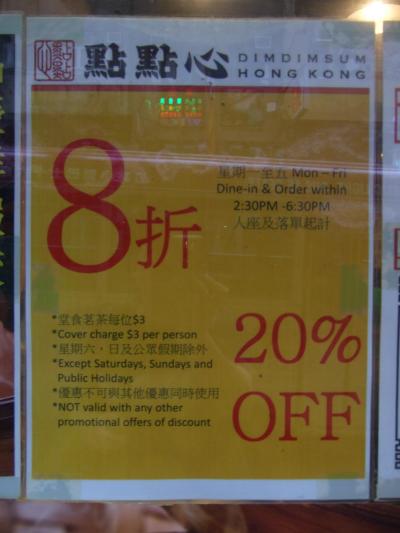 點點心 DIMDIMSUM
HONG KONG
8折
星期一至五 Mon – Fri
Dine-in & Order within
2:30PM -6:30PM
人座及落單起計
*堂食茗茶每位$3
*Cover charge $3 per person
*星期六，日及公眾假期除外
*Except Saturdays, Sundays and
Public Holidays
*優惠不可與其他優惠同時使用
*NOT valid with any other
promotional offers of discount
20%
OFF